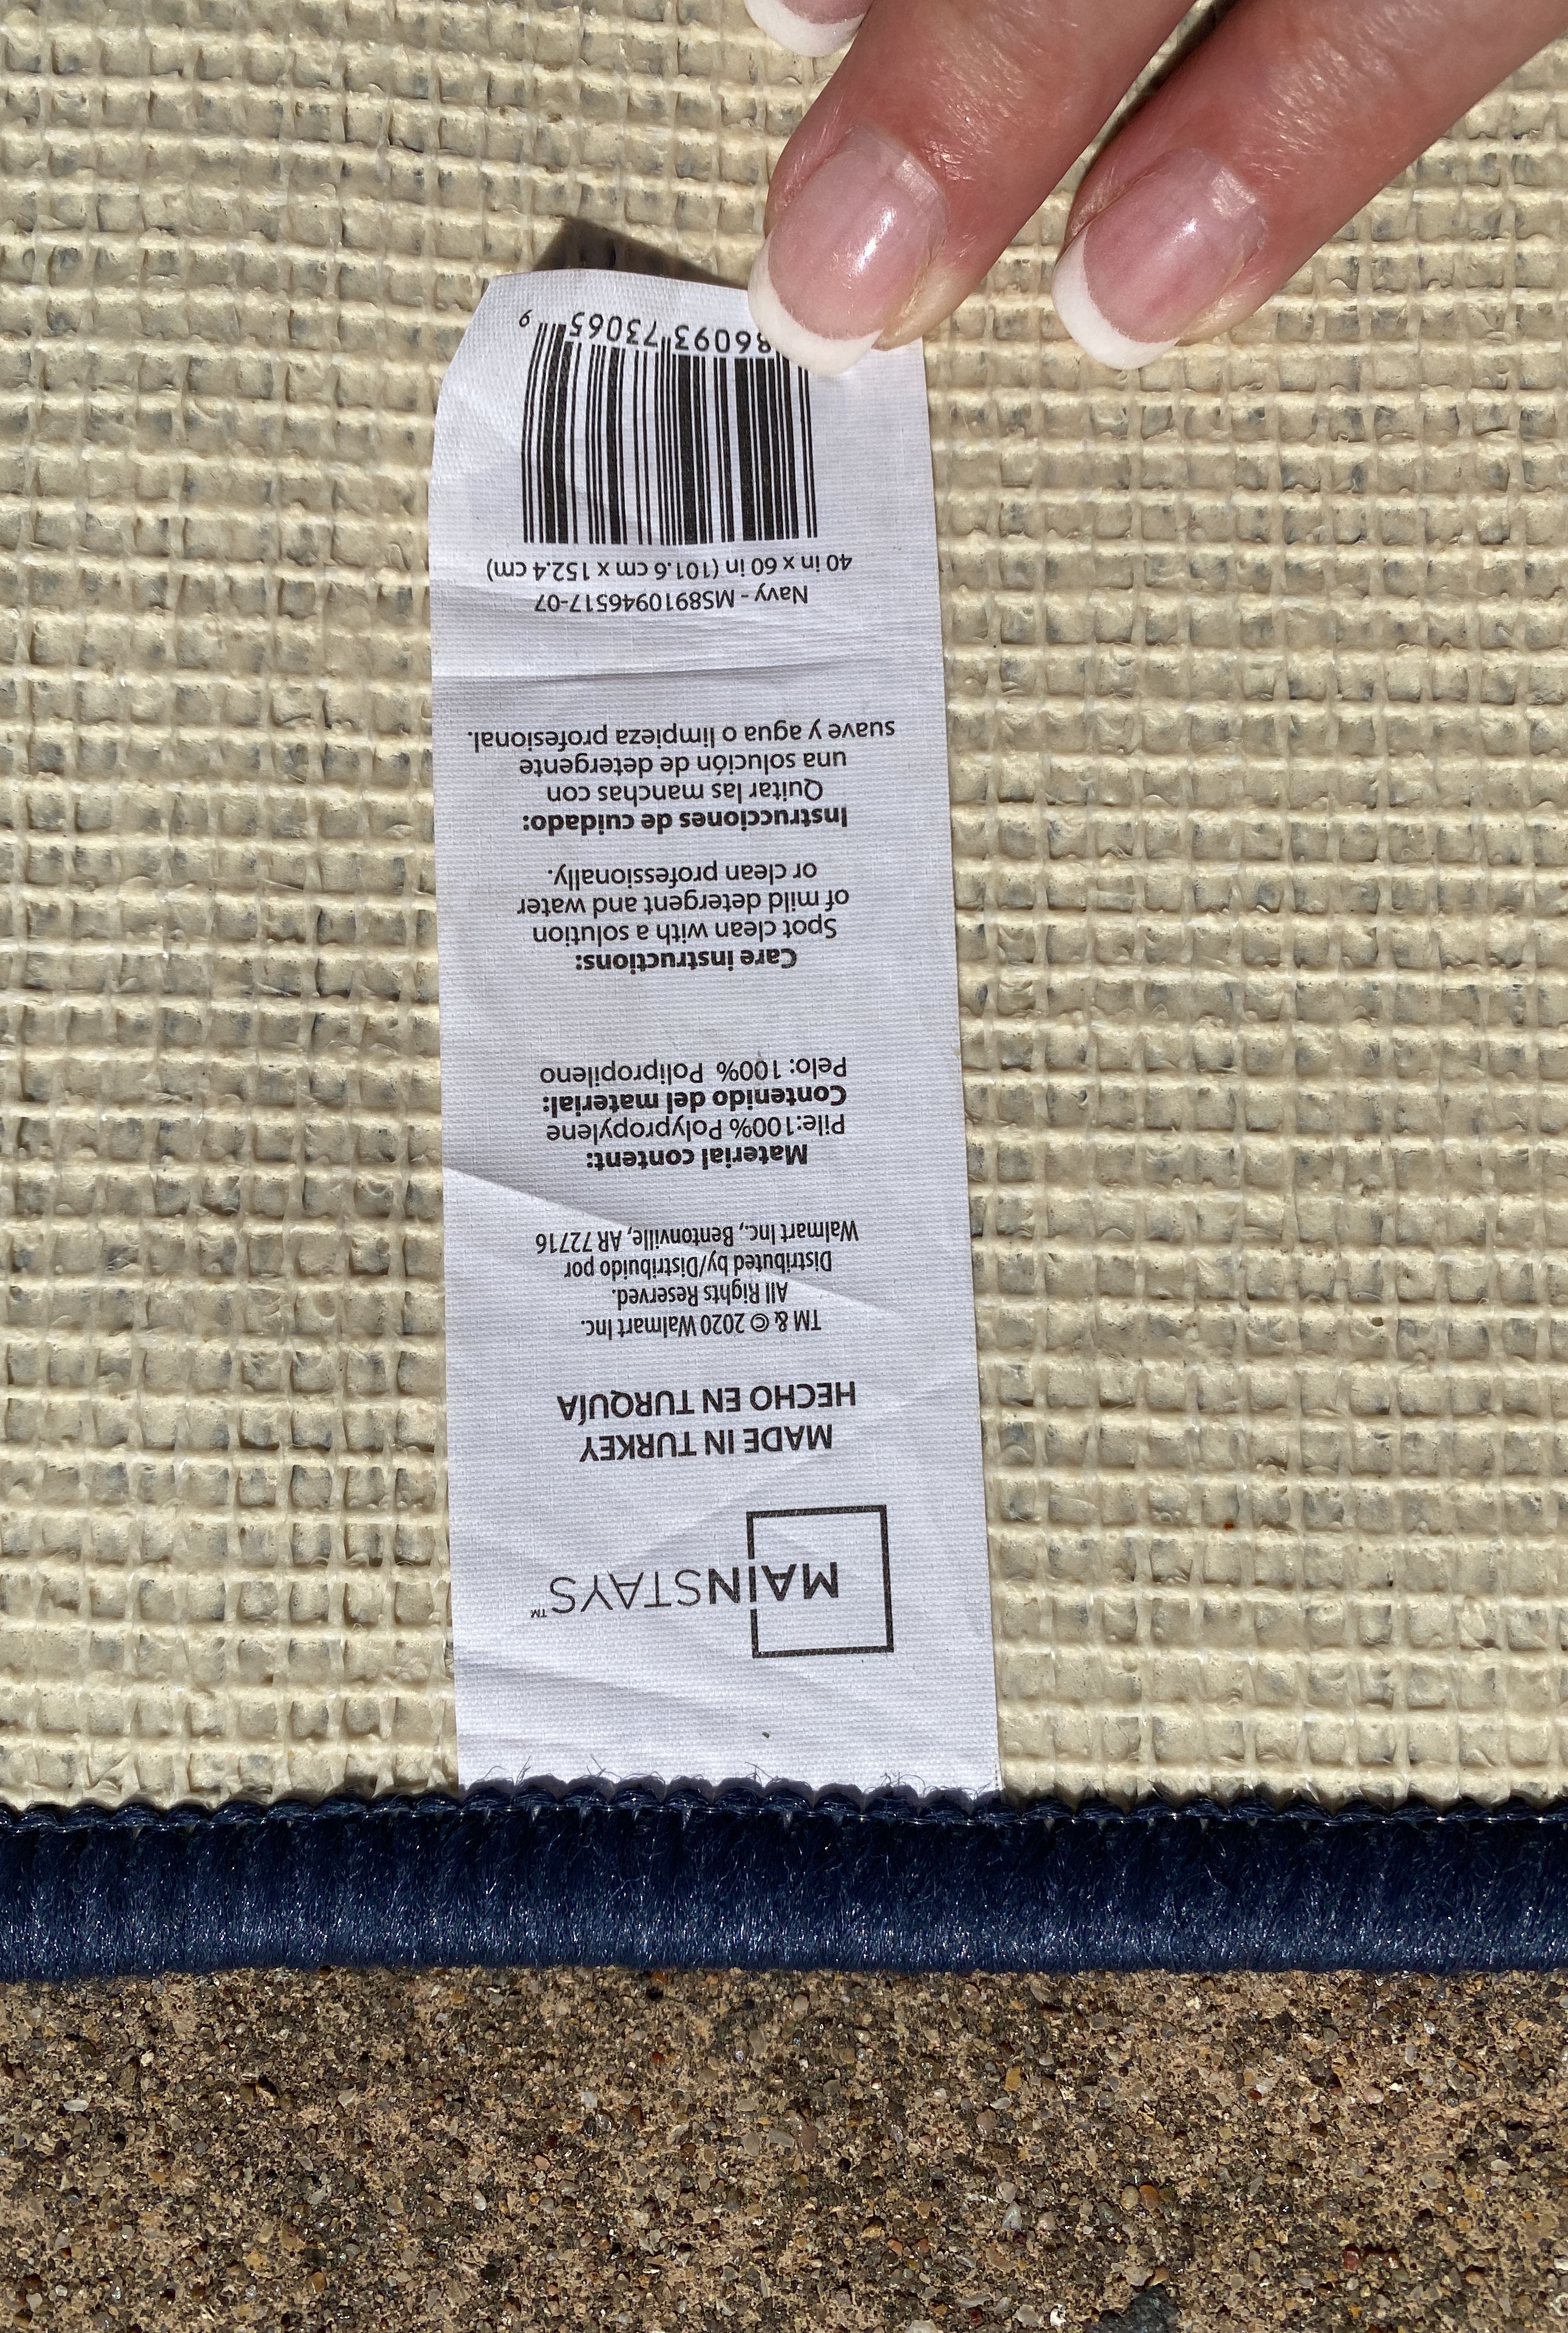 MAINSTAYS™
MADE IN TURKEY
HECHO EN TURQUÍA
TM & © 2020 Walmart Inc.
All Rights Reserved.
Distributed by/Distribuido por
Walmart Inc., Bentonville, AR 72716
Material content:
Pile:100% Polypropylene
Contenido del material:
Pelo: 100% Polipropileno
Care instructions:
Spot clean with a solution
of mild detergent and water
or clean professionally.
Instrucciones de cuidado:
Quitar las manchas con
una solución de detergente
suave y agua o limpieza profesional.
Navy - MS8910946517-07
40 in x 60 in (101.6 cm x 152.4 cm)
86093 73065 9